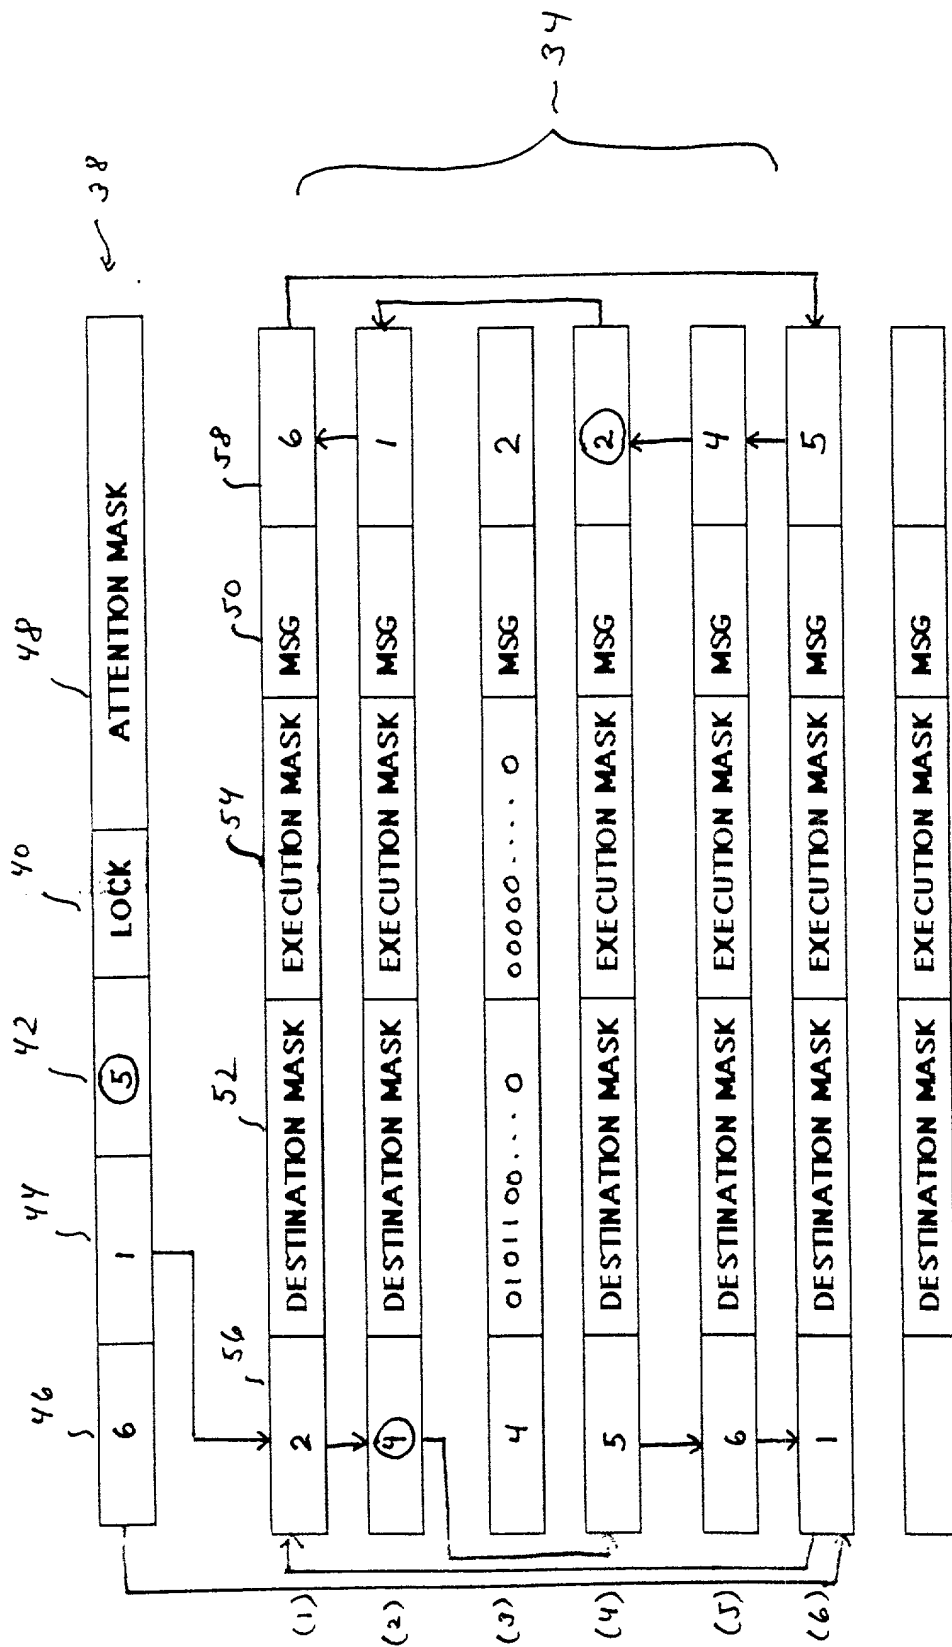 46 44 42 40 48
38
6 1 (5) LOCK ATTENTION MASK
56 52 54 50 58
(1) 2 DESTINATION MASK EXECUTION MASK MSG 6
(2) (4) DESTINATION MASK EXECUTION MASK MSG 1
(3) 4 0101100...0 00000....0 MSG 2
(4) 5 DESTINATION MASK EXECUTION MASK MSG (2)
(5) 6 DESTINATION MASK EXECUTION MASK MSG 4
(6) 1 DESTINATION MASK EXECUTION MASK MSG 5
DESTINATION MASK EXECUTION MASK MSG
34